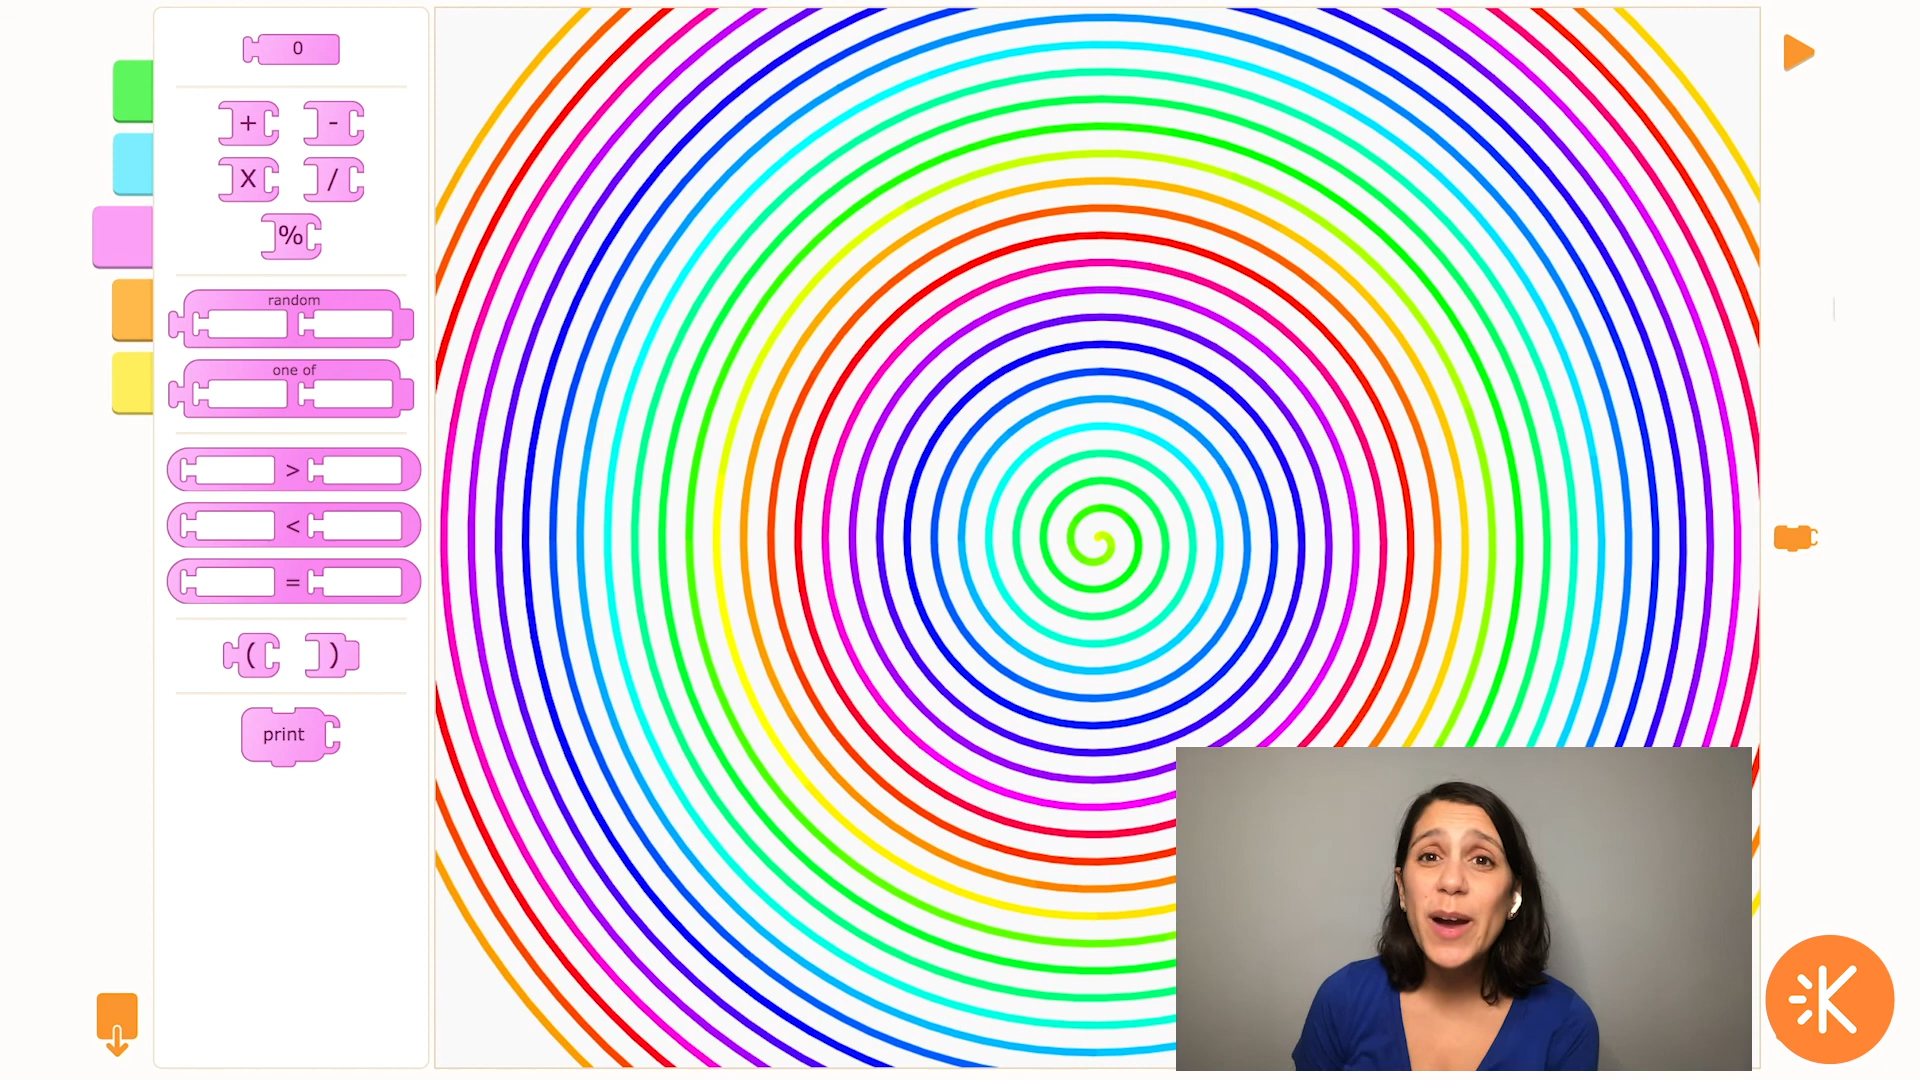 0
+ -
X /
%
random
one of
>
<
=
( )
print
K